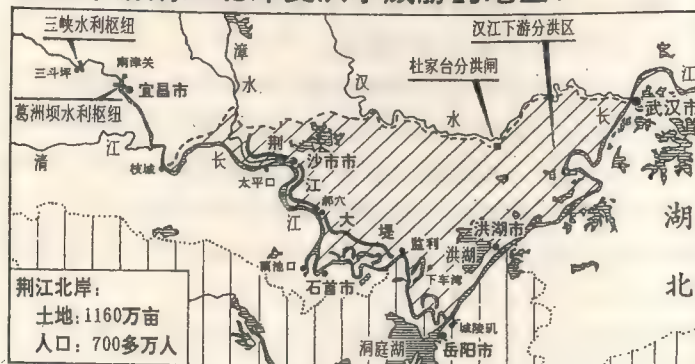 三峡水利枢纽
三斗坪
南津关
宜昌市
葛洲坝水利枢纽
清江
枝城
漳水
汉水
杜家台分洪闸
汉江下游分洪区
武汉市
长江
长江
荆江大堤
沙市市
太平口
郝穴
石首市
监利
下车湾
洪湖
洪湖市
城陵矶
岳阳市
洞庭湖
湖北
荆江北岸:
土地:1160万亩
人口:700多万人